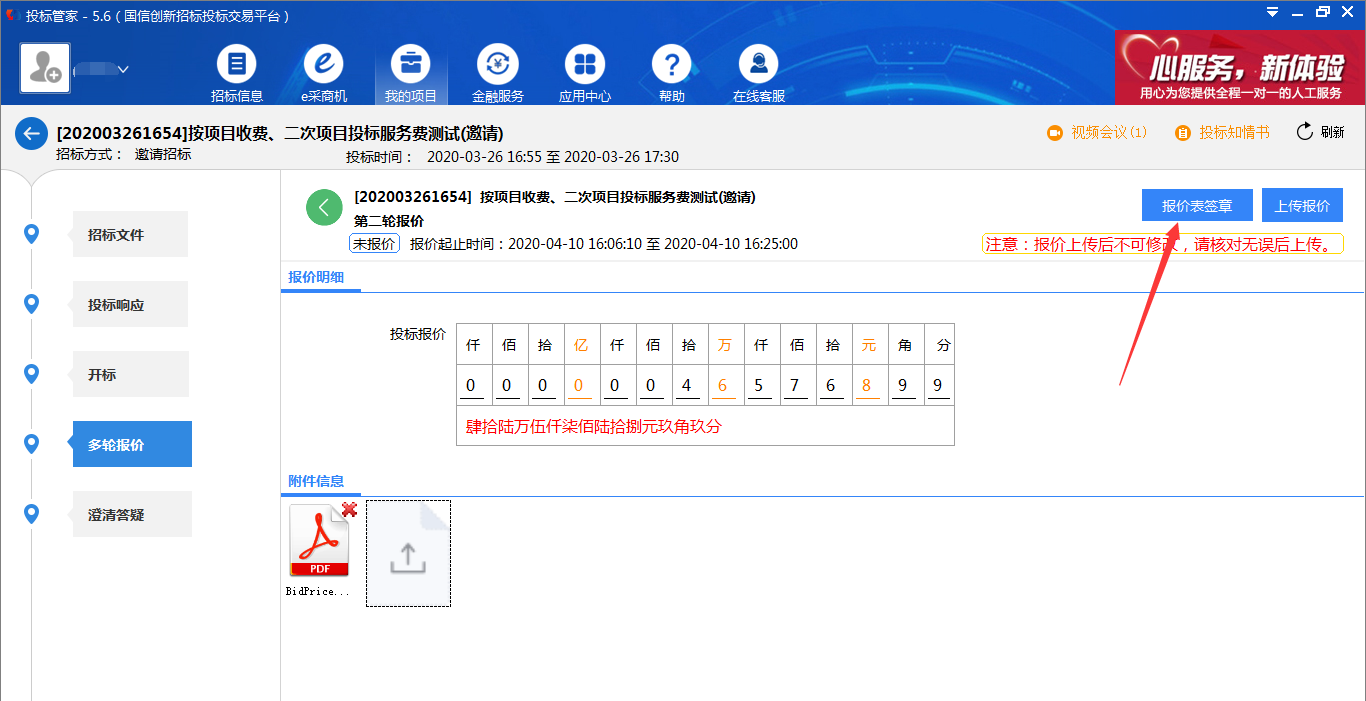 投标管家 - 5.6 ( 国信创新招标投标交易平台 )
招标信息
e采商机
我的项目
金融服务
应用中心
帮助
在线客服
心服务，新体验
用心为您提供全程一对一的人工服务
[202003261654]按项目收费、二次项目投标服务费测试(邀请)
招标方式： 邀请招标 投标时间： 2020-03-26 16:55 至 2020-03-26 17:30
视频会议(1)
投标知情书
刷新
招标文件
投标响应
开标
多轮报价
澄清答疑
[202003261654] 按项目收费、二次项目投标服务费测试(邀请)
第二轮报价
未报价 报价起止时间：2020-04-10 16:06:10 至 2020-04-10 16:25:00
报价表签章
上传报价
注意：报价上传后不可修改，请核对无误后上传。
报价明细
投标报价
仟 佰 拾 亿 仟 佰 拾 万 仟 佰 拾 元 角 分
0 0 0 0 0 0 4 6 5 7 6 8 9 9
肆拾陆万伍仟柒佰陆拾捌元玖角玖分
附件信息
PDF
BidPrice...